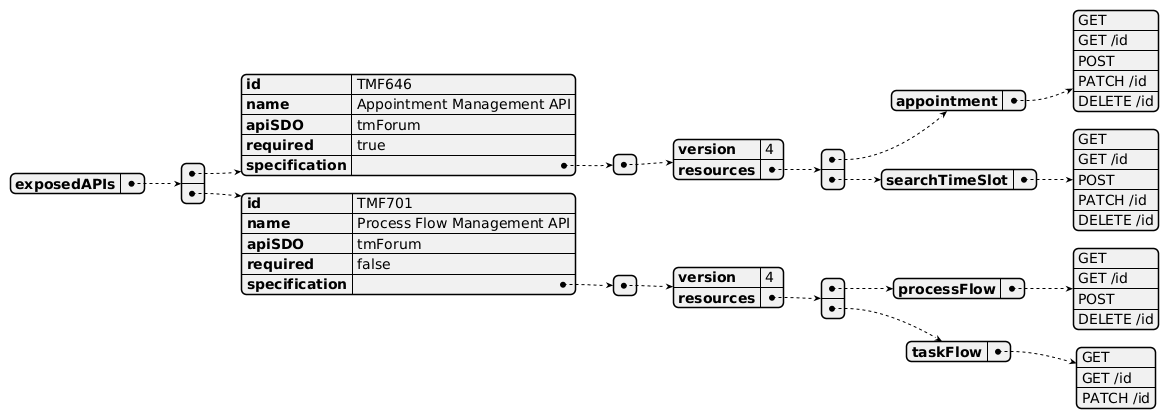 exposedAPIs
id TMF646
name Appointment Management API
apiSDO tmForum
required true
specification
version 4
resources
appointment
GET
GET /id
POST
PATCH /id
DELETE /id
searchTimeSlot
GET
GET /id
POST
PATCH /id
DELETE /id
id TMF701
name Process Flow Management API
apiSDO tmForum
required false
specification
version 4
resources
processFlow
GET
GET /id
POST
DELETE /id
taskFlow
GET
GET /id
PATCH /id